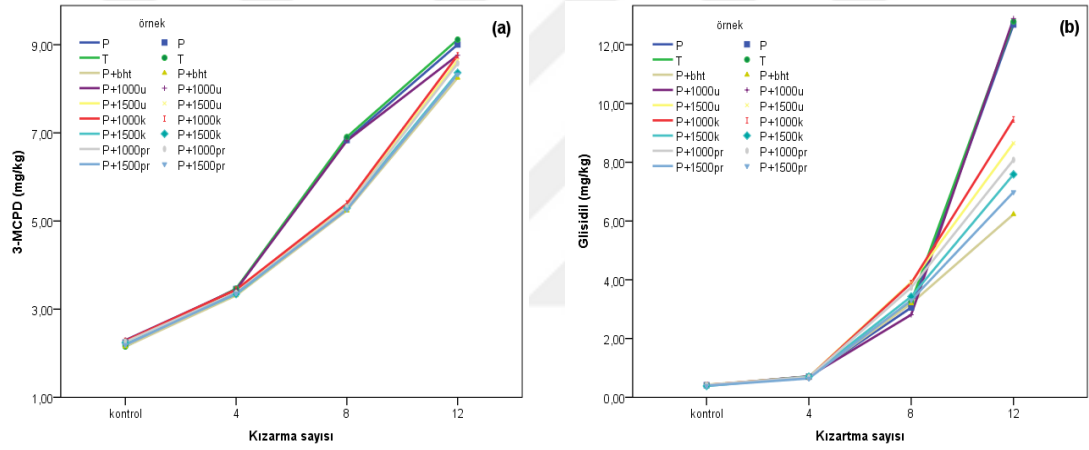 örnek
(a)
P P
T T
P+bht P+bht
P+1000u P+1000u
P+1500u P+1500u
P+1000k P+1000k
P+1500k P+1500k
P+1000pr P+1000pr
P+1500pr P+1500pr
9,00
7,00
5,00
3,00
1,00
3-MCPD (mg/kg)
kontrol 4 8 12
Kızarma sayısı
örnek
(b)
P P
T T
P+bht P+bht
P+1000u P+1000u
P+1500u P+1500u
P+1000k P+1000k
P+1500k P+1500k
P+1000pr P+1000pr
P+1500pr P+1500pr
12,00
10,00
8,00
6,00
4,00
2,00
0,00
Glisidil (mg/kg)
kontrol 4 8 12
Kızartma sayısı